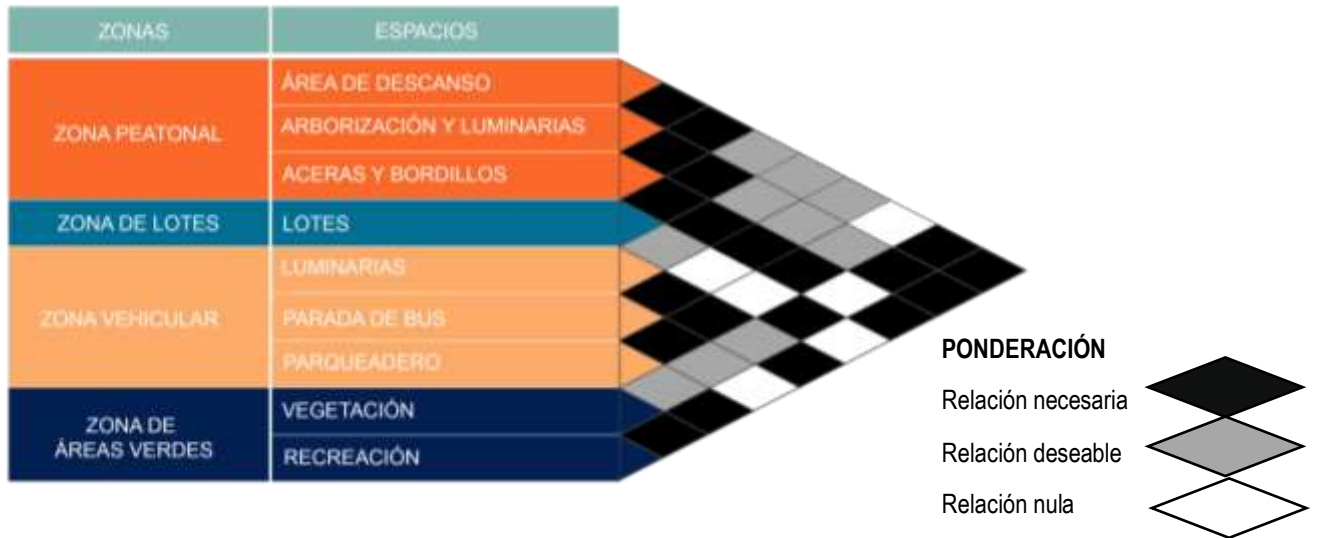 ZONAS
ESPACIOS
ZONA PEATONAL
ÁREA DE DESCANSO
ARBORIZACIÓN Y LUMINARIAS
ACERAS Y BORDILLOS
ZONA DE LOTES
LOTES
ZONA VEHICULAR
LUMINARIAS
PARADA DE BUS
PARQUEADERO
ZONA DE
ÁREAS VERDES
VEGETACIÓN
RECREACIÓN
PONDERACIÓN
Relación necesaria
Relación deseable
Relación nula